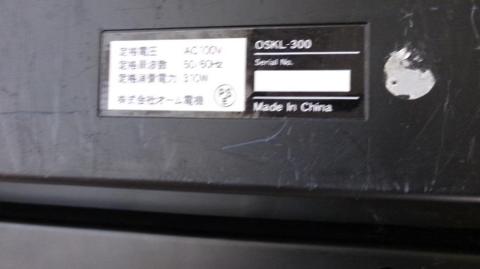 定格電圧 AC100V
定格周波数 50/60Hz
定格消費電力 310W
株式会社オーム電機
PS
E
OSKL-300
Serial No.
Made In China